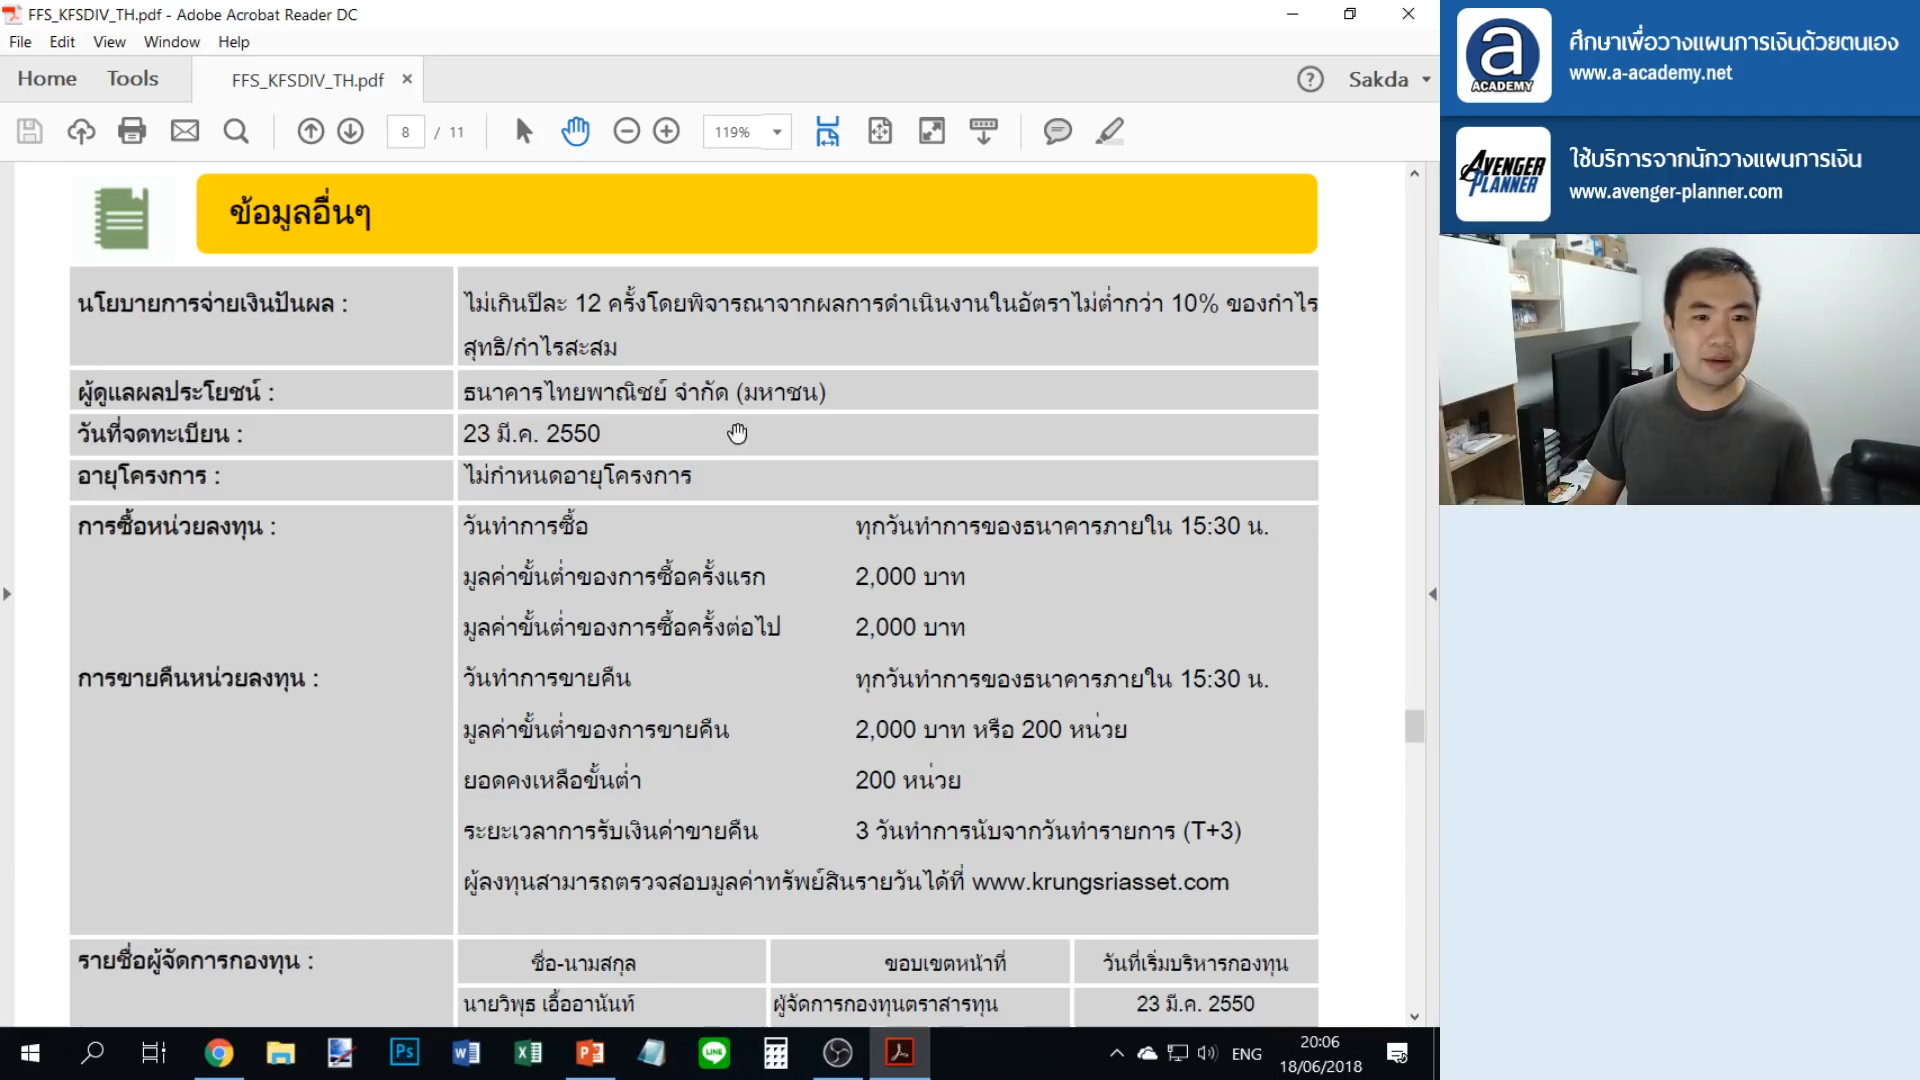 FFS_KFSDIV_TH.pdf - Adobe Acrobat Reader DC
File Edit View Window Help
Home Tools FFS_KFSDIV_TH.pdf × Sakda
8 / 11 119%
ข้อมูลอื่นๆ
นโยบายการจ่ายเงินปันผล : ไม่เกินปีละ 12 ครั้งโดยพิจารณาจากผลการดำเนินงานในอัตราไม่ต่ำกว่า 10% ของกำไร
สุทธิ/กำไรสะสม
ผู้ดูแลผลประโยชน์ : ธนาคารไทยพาณิชย์ จำกัด (มหาชน)
วันที่จดทะเบียน : 23 มี.ค. 2550
อายุโครงการ : ไม่กำหนดอายุโครงการ
การซื้อหน่วยลงทุน : วันทำการซื้อ ทุกวันทำการของธนาคารภายใน 15:30 น.
มูลค่าขั้นต่ำของการซื้อครั้งแรก 2,000 บาท
มูลค่าขั้นต่ำของการซื้อครั้งต่อไป 2,000 บาท
การขายคืนหน่วยลงทุน : วันทำการขายคืน ทุกวันทำการของธนาคารภายใน 15:30 น.
มูลค่าขั้นต่ำของการขายคืน 2,000 บาท หรือ 200 หน่วย
ยอดคงเหลือขั้นต่ำ 200 หน่วย
ระยะเวลาการรับเงินค่าขายคืน 3 วันทำการนับจากวันทำรายการ (T+3)
ผู้ลงทุนสามารถตรวจสอบมูลค่าทรัพย์สินรายวันได้ที่ www.krungsriasset.com
รายชื่อผู้จัดการกองทุน : ชื่อ-นามสกุล ขอบเขตหน้าที่ วันที่เริ่มบริหารกองทุน
นายวิพุธ เอื้ออานันท์ ผู้จัดการกองทุนตราสารทุน 23 มี.ค. 2550
Ps LINE ENG 20:06
18/06/2018
a ACADEMY
ศึกษาเพื่อวางแผนการเงินด้วยตนเอง
www.a-academy.net
AVENGER PLANNER
ใช้บริการจากนักวางแผนการเงิน
www.avenger-planner.com